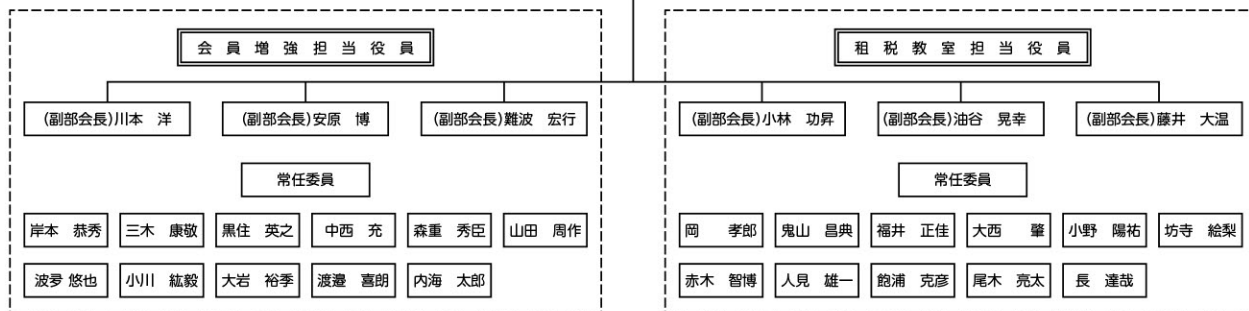 会員増強担当役員
(副部会長)川本 洋
(副部会長)安原 博
(副部会長)難波 宏行
常任委員
岸本 恭秀
三木 康敬
黒住 英之
中西 充
森重 秀臣
山田 周作
波夛 悠也
小川 紘毅
大岩 裕季
渡邉 喜朗
内海 太郎
租税教室担当役員
(副部会長)小林 功昇
(副部会長)油谷 晃幸
(副部会長)藤井 大温
常任委員
岡 孝郎
鬼山 昌典
福井 正佳
大西 肇
小野 陽祐
坊寺 絵梨
赤木 智博
人見 雄一
飽浦 克彦
尾木 亮太
長 達哉